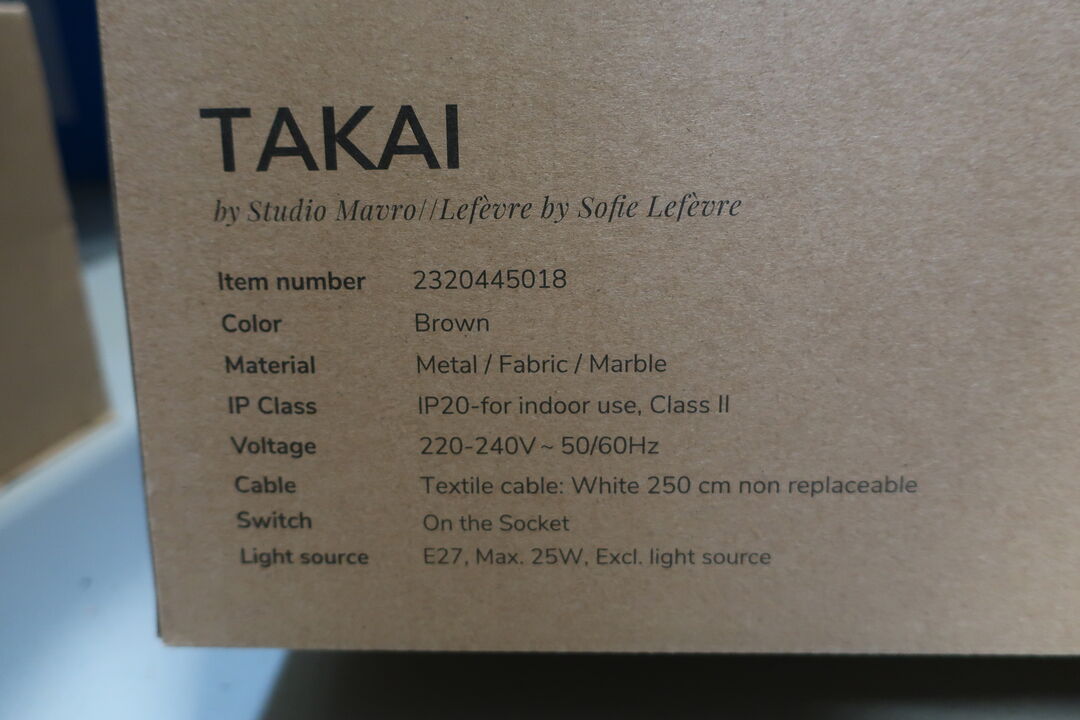 TAKAI
by Studio Mavro//Lefèvre by Sofie Lefèvre
Item number 2320445018
Color Brown
Material Metal / Fabric / Marble
IP Class IP20-for indoor use, Class II
Voltage 220-240V ~ 50/60Hz
Cable Textile cable: White 250 cm non replaceable
Switch On the Socket
Light source E27, Max. 25W, Excl. light source